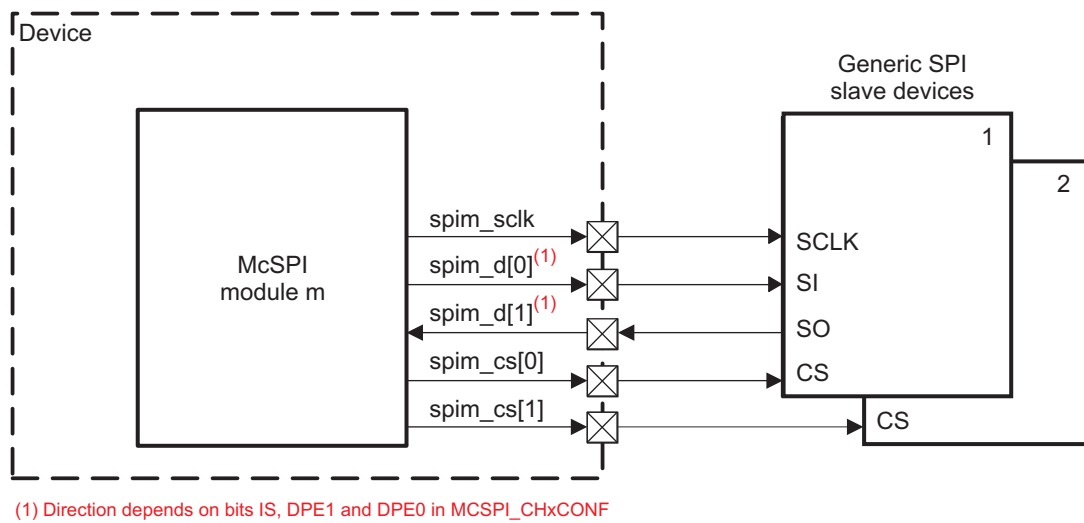 Device
Generic SPI
slave devices
1
2
McSPI
module m
spim_sclk
spim_d[0](1)
spim_d[1](1)
spim_cs[0]
spim_cs[1]
SCLK
SI
SO
CS
CS
(1) Direction depends on bits IS, DPE1 and DPE0 in MCSPI_CHxCONF